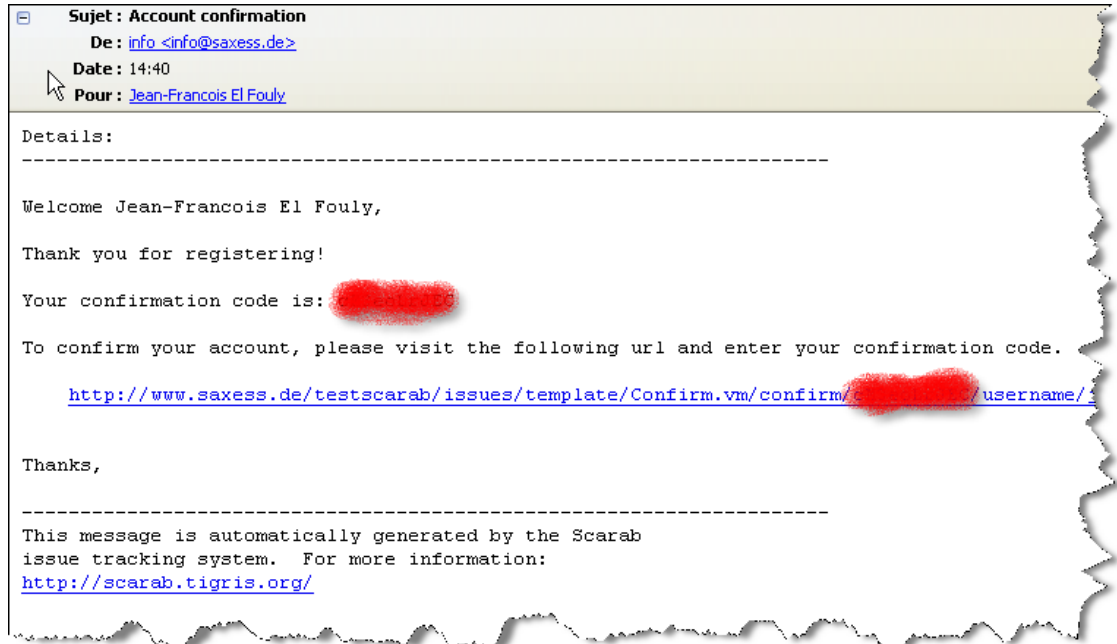 Sujet : Account confirmation
De : info <info@saxess.de>
Date : 14:40
Pour : Jean-Francois El Fouly
Details:
----------------------------------------------------------------------
Welcome Jean-Francois El Fouly,
Thank you for registering!
Your confirmation code is:
To confirm your account, please visit the following url and enter your confirmation code.
http://www.saxess.de/testscarab/issues/template/Confirm.vm/confirm/ /username/
Thanks,
----------------------------------------------------------------------
This message is automatically generated by the Scarab
issue tracking system. For more information:
http://scarab.tigris.org/